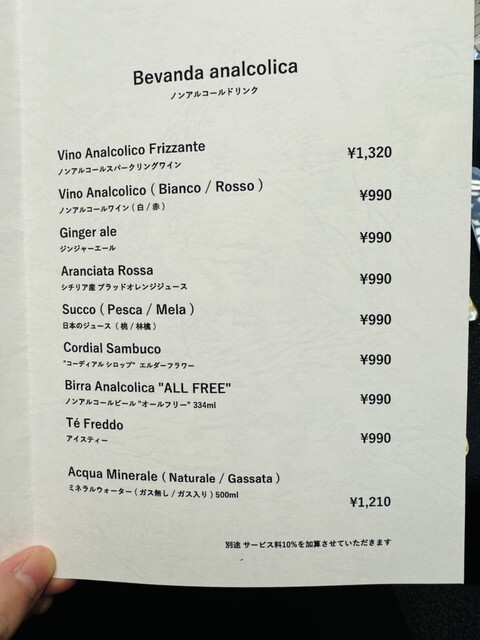 Bevanda analcolica
ノンアルコールドリンク
Vino Analcolico Frizzante
ノンアルコールスパークリングワイン
¥1,320
Vino Analcolico ( Bianco / Rosso )
ノンアルコールワイン ( 白 / 赤 )
¥990
Ginger ale
ジンジャーエール
¥990
Aranciata Rossa
シチリア産 ブラッドオレンジジュース
¥990
Succo ( Pesca / Mela )
日本のジュース ( 桃 / 林檎 )
¥990
Cordial Sambuco
"コーディアル シロップ" エルダーフラワー
¥990
Birra Analcolica "ALL FREE"
ノンアルコールビール "オールフリー" 334ml
¥990
Té Freddo
アイスティー
¥990
Acqua Minerale ( Naturale / Gassata )
ミネラルウォーター ( ガス無し / ガス入り ) 500ml
¥1,210
別途 サービス料10%を加算させていただきます